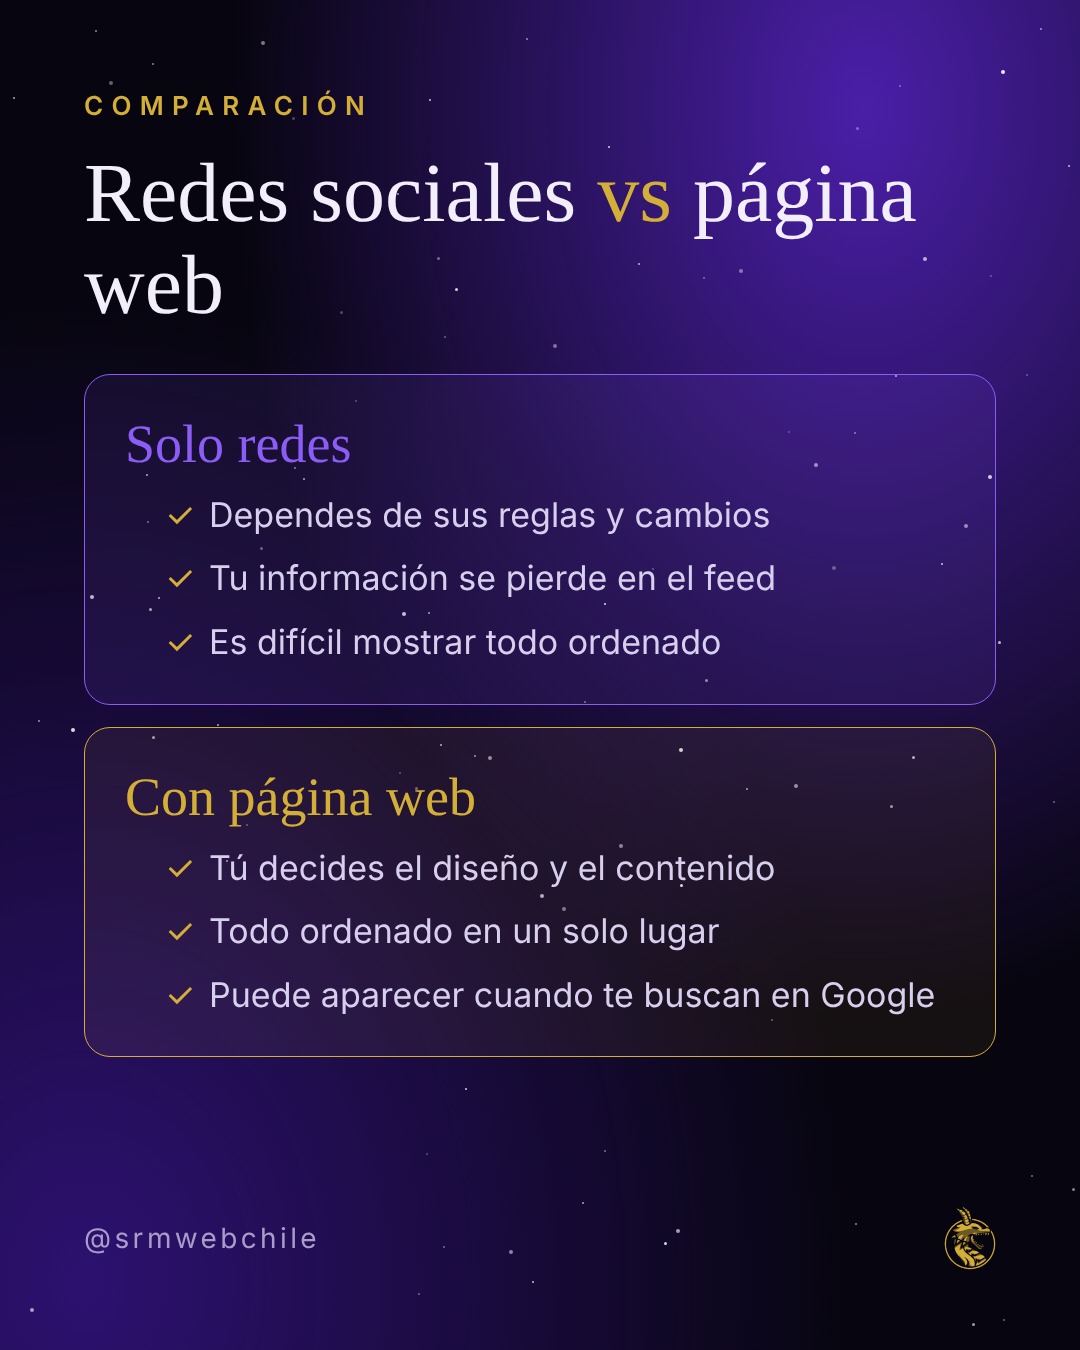 COMPARACIÓN
Redes sociales vs página
web
Solo redes
Dependes de sus reglas y cambios
Tu información se pierde en el feed
Es difícil mostrar todo ordenado
Con página web
Tú decides el diseño y el contenido
Todo ordenado en un solo lugar
Puede aparecer cuando te buscan en Google
@srmwebchile